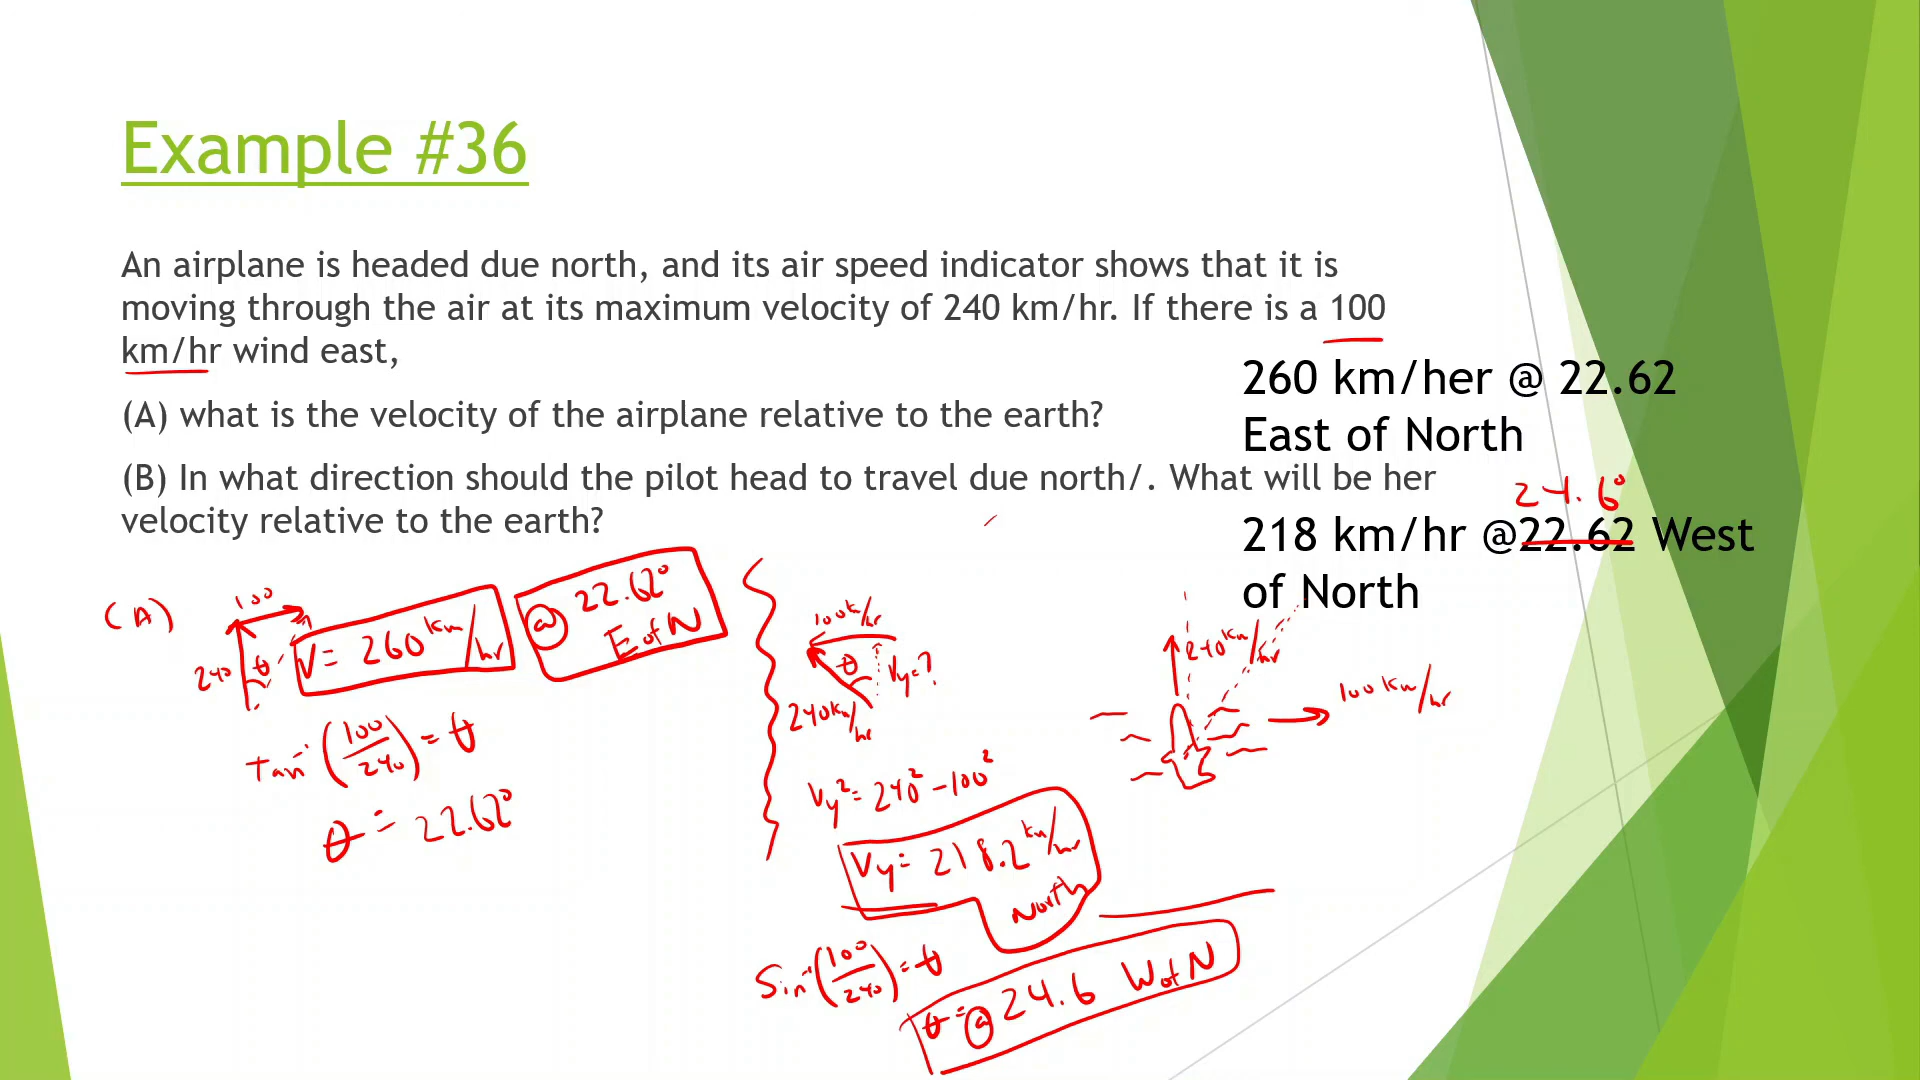 Example #36
An airplane is headed due north, and its air speed indicator shows that it is
moving through the air at its maximum velocity of 240 km/hr. If there is a 100
km/hr wind east,
260 km/her @ 22.62
East of North
(A) what is the velocity of the airplane relative to the earth?
(B) In what direction should the pilot head to travel due north/. What will be her
velocity relative to the earth?
24.6°
218 km/hr @22.62 West
of North
(A)
100
240
θ
V = 260 km/hr
@ 22.62°
E of N
Tan⁻¹ (100/240) = θ
θ = 22.62°
100 km/hr
θ
Vy = ?
240 km/hr
Vy² = 240² - 100²
Vy = 218.2 km/hr
North
Sin⁻¹ (100/240) = θ
θ = @ 24.6 W of N
240 km/hr
100 km/hr